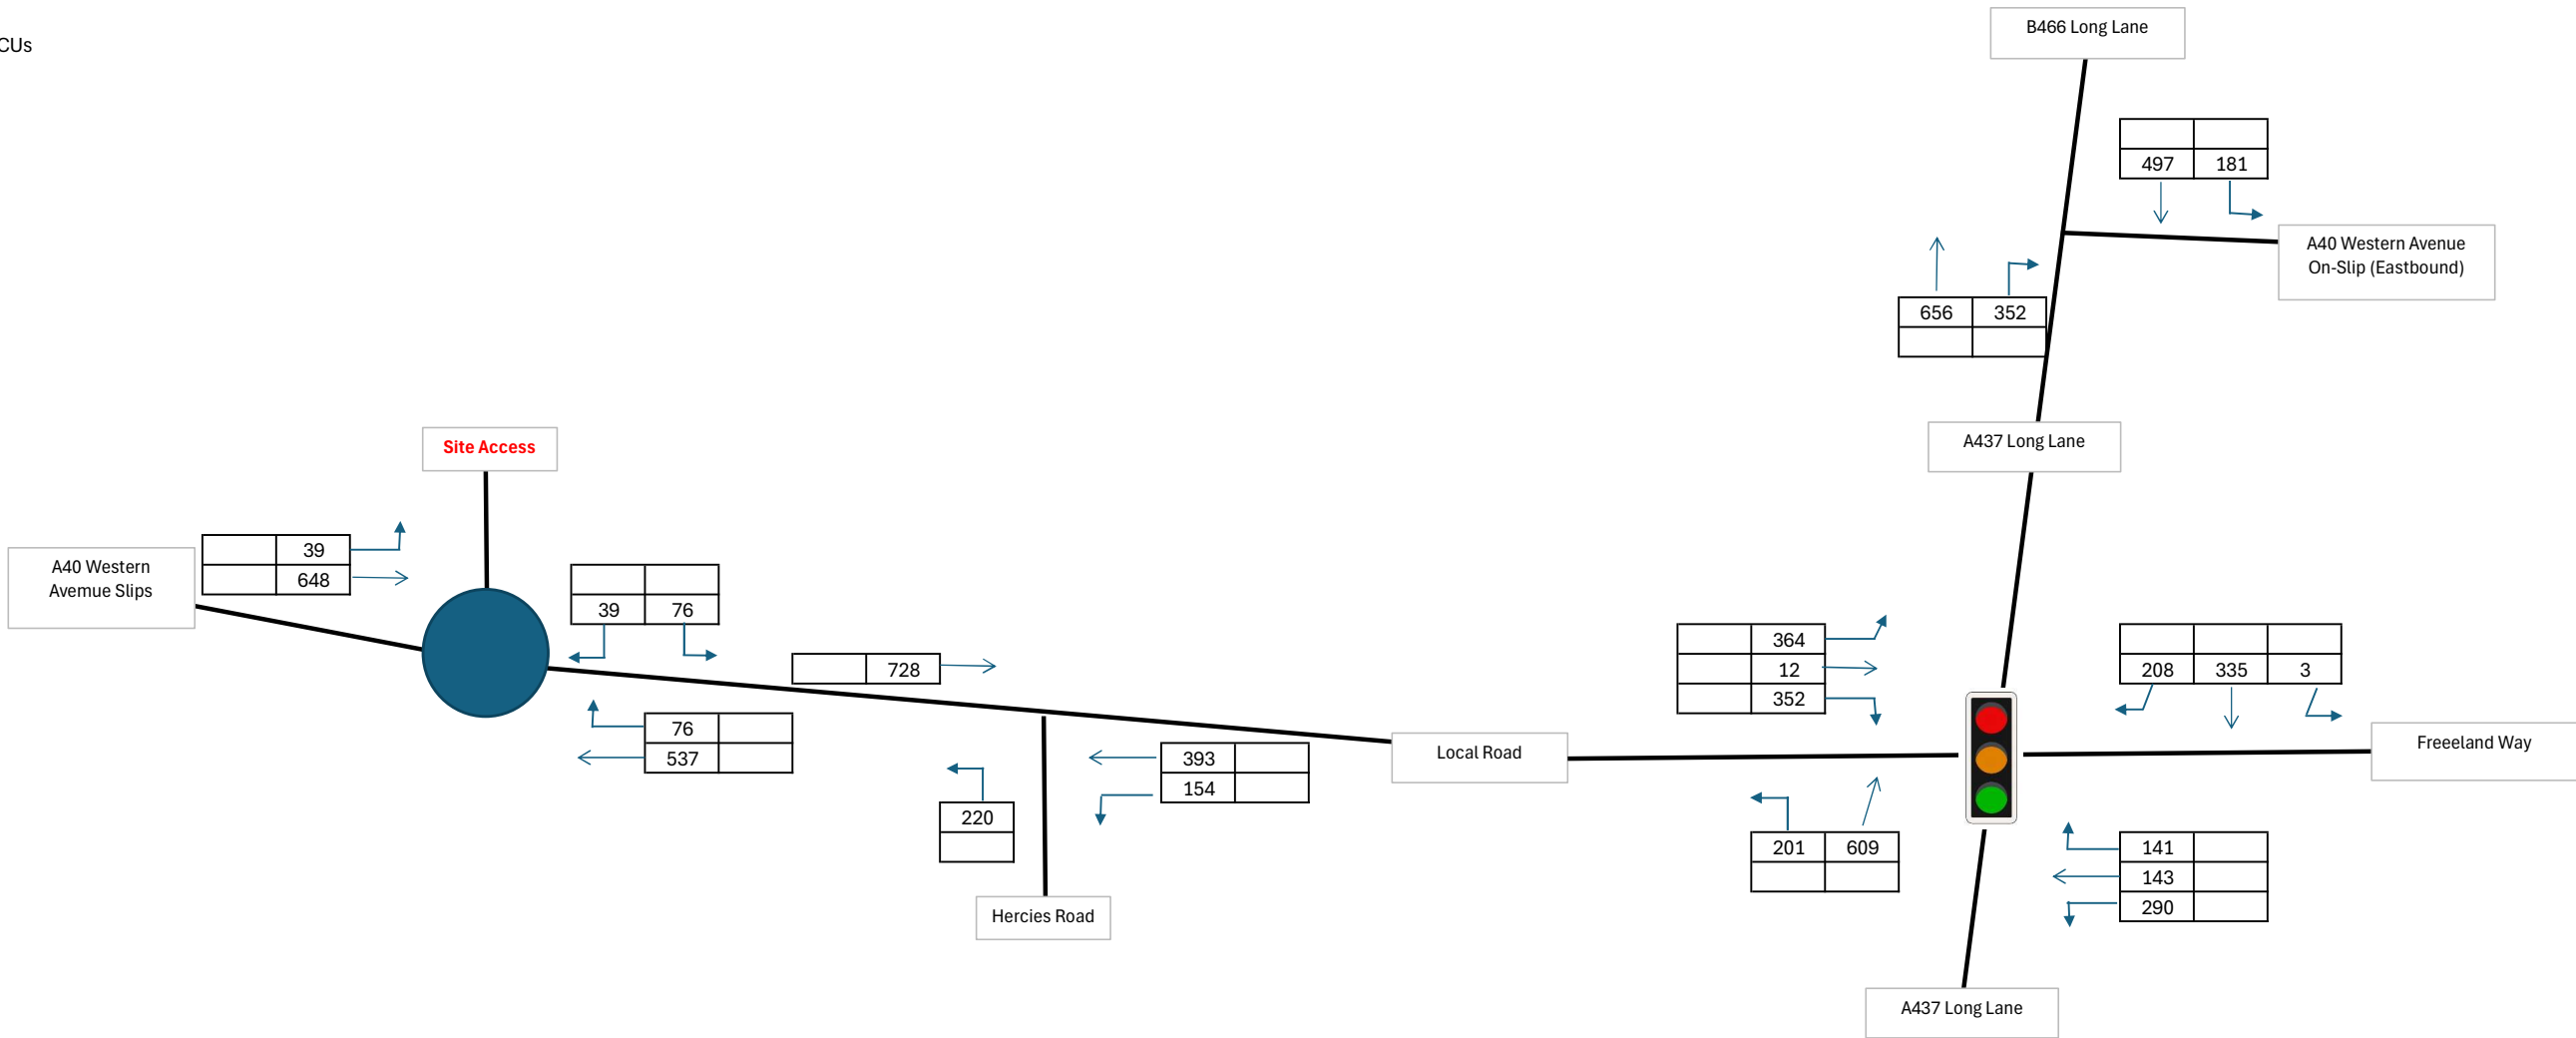 CUs
B466 Long Lane
497 181
A40 Western Avenue
On-Slip (Eastbound)
656 352
A437 Long Lane
Site Access
39
648
A40 Western
Avemue Slips
39 76
728
76
537
393
154
220
Hercies Road
Local Road
364
12
352
208 335 3
Freeeland Way
201 609
141
143
290
A437 Long Lane